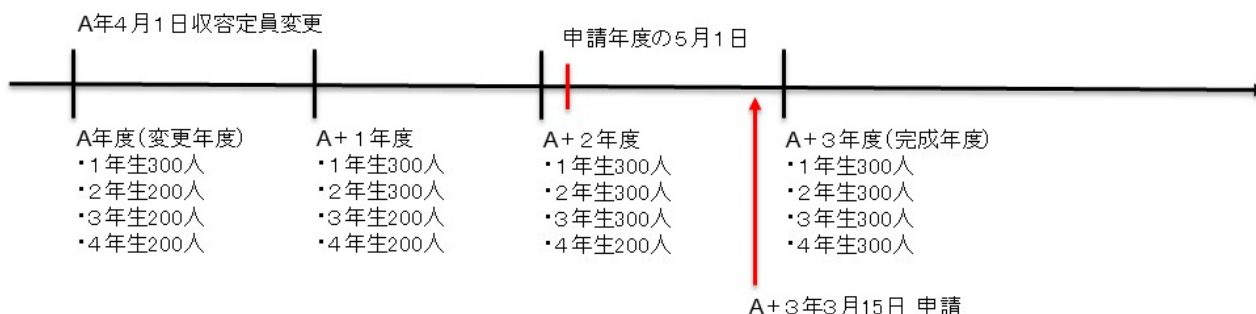 A年4月1日収容定員変更
申請年度の5月1日
A年度(変更年度)
・1年生300人
・2年生200人
・3年生200人
・4年生200人
A+1年度
・1年生300人
・2年生300人
・3年生200人
・4年生200人
A+2年度
・1年生300人
・2年生300人
・3年生300人
・4年生200人
A+3年度(完成年度)
・1年生300人
・2年生300人
・3年生300人
・4年生300人
A+3年3月15日 申請